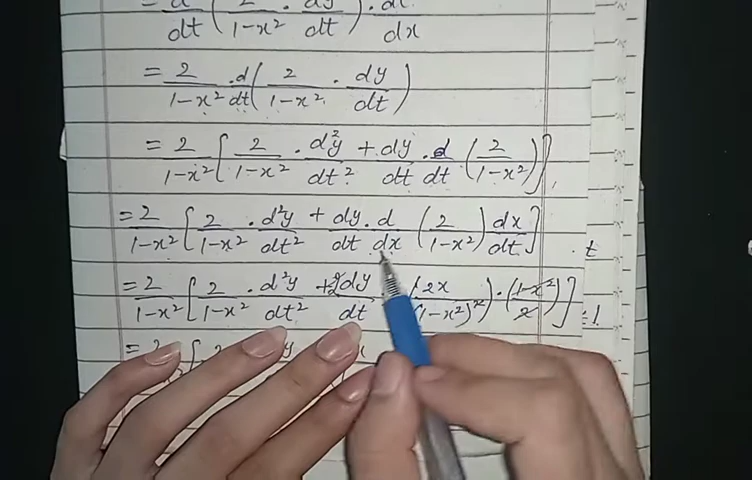 = d/dt ( 2/1-x² · dy/dt ) · dt/dx
= 2/1-x² · d/dt ( 2/1-x² · dy/dt )
= 2/1-x² [ 2/1-x² · d²y/dt² + dy/dt · d/dt ( 2/1-x² ) ]
= 2/1-x² [ 2/1-x² · d²y/dt² + dy/dt · d/dx ( 2/1-x² ) dx/dt ]
= 2/1-x² [ 2/1-x² · d²y/dt² + 2dy/dt · ( 2x/(1-x²)² ) · ( 1-x²/2 ) ]